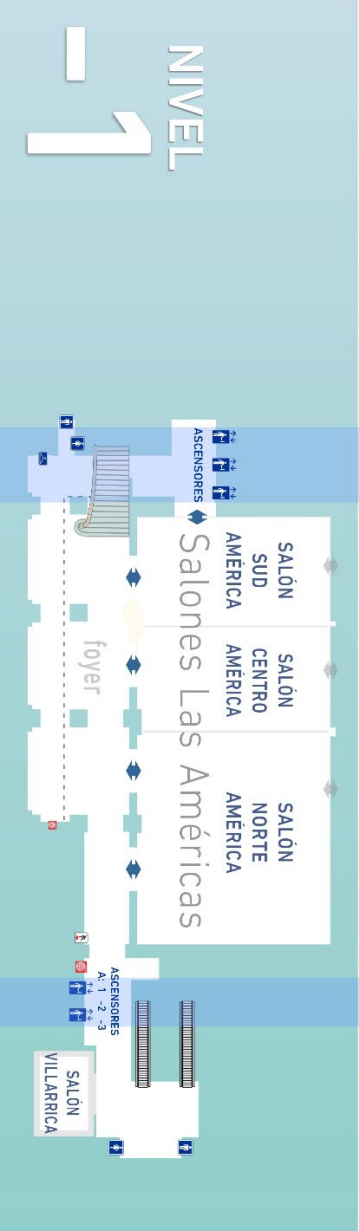 NIVEL
-1
ASCENSORES
SALÓN
SUD
AMÉRICA
SALÓN
CENTRO
AMÉRICA
SALÓN
NORTE
AMÉRICA
Salones Las Américas
foyer
ASCENSORES
A: 1 -2 -3
SALÓN
VILLARRICA